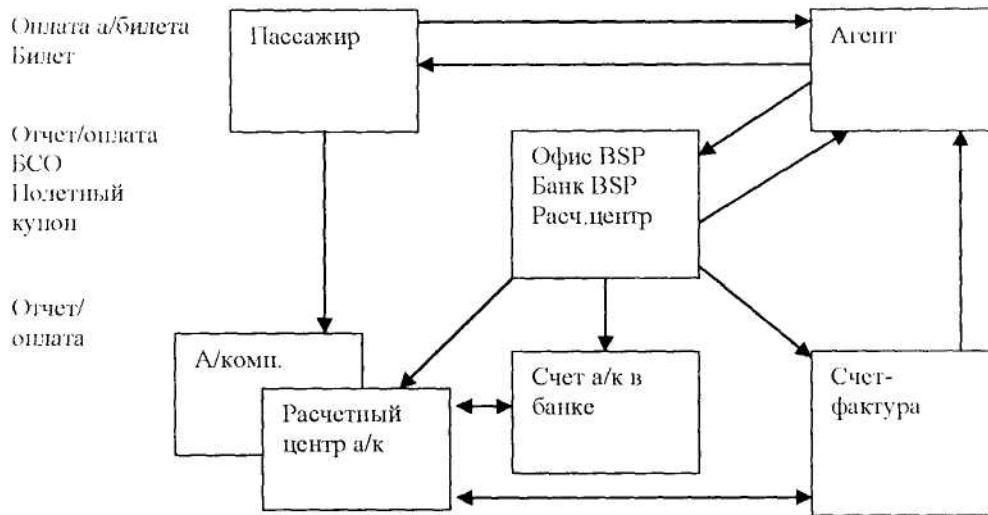 Оплата а/билета
Билет
Пассажир
Агент
Отчет/оплата
БСО
Полетный
купон
Офис BSP
Банк BSP
Расч.центр
Отчет/
оплата
А/комп.
Расчетный
центр а/к
Счет а/к в
банке
Счет-
фактура